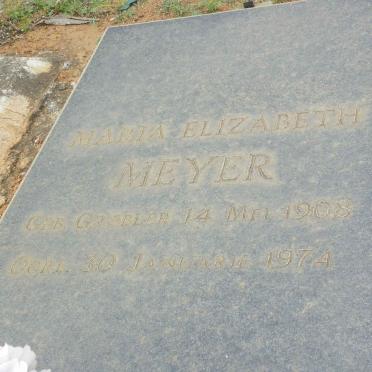 MARIA ELIZABETH
MEYER
GEB GROBLER 14 MEI 1908
OORL 30 JANUARIE 1974